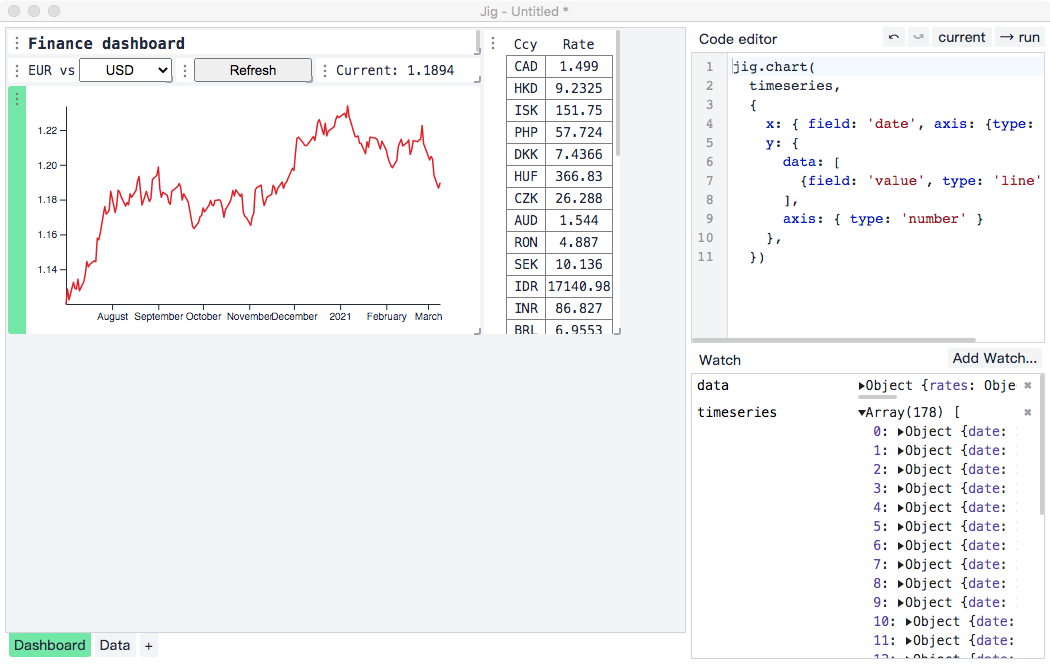 Jig - Untitled *
Finance dashboard
EUR vs USD Refresh Current: 1.1894
1.22
1.20
1.18
1.16
1.14
August September October November December 2021 February March
Ccy Rate
CAD 1.499
HKD 9.2325
ISK 151.75
PHP 57.724
DKK 7.4366
HUF 366.83
CZK 26.288
AUD 1.544
RON 4.887
SEK 10.136
IDR 17140.98
INR 86.827
BRL 6.9553
Code editor current → run
1 jig.chart(
2 timeseries,
3 {
4 x: { field: 'date', axis: {type:
5 y: {
6 data: [
7 {field: 'value', type: 'line'
8 ],
9 axis: { type: 'number' }
10 },
11 })
Watch Add Watch...
data ▶Object {rates: Obje ✖
timeseries ▼Array(178) [ ✖
0: ▶Object {date:
1: ▶Object {date:
2: ▶Object {date:
3: ▶Object {date:
4: ▶Object {date:
5: ▶Object {date:
6: ▶Object {date:
7: ▶Object {date:
8: ▶Object {date:
9: ▶Object {date:
10: ▶Object {date:
11: ▶Object {date:
12: ▶Object {date:
Dashboard Data +